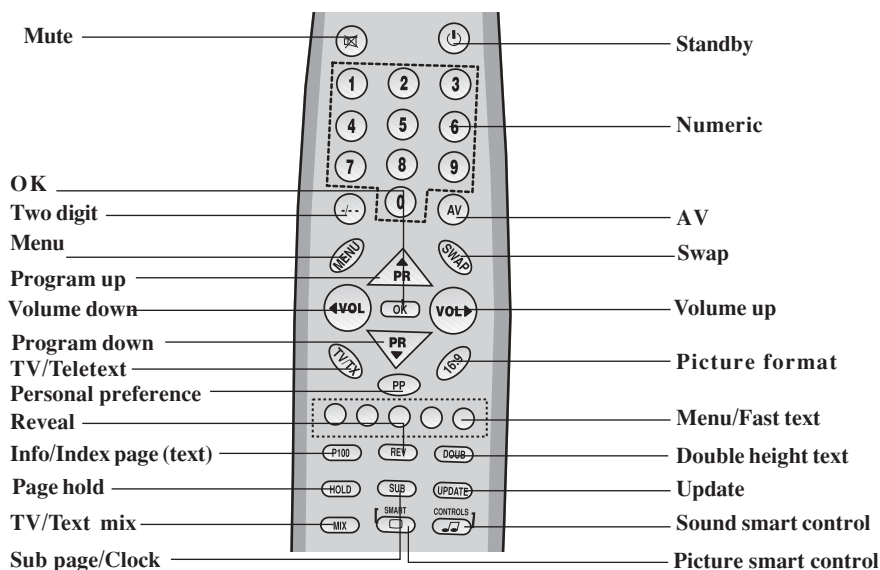 Mute
Standby
1 2 3
4 5 6
Numeric
7 8 9
OK
0
Two digit
-/--
AV
AV
Menu
MENU
SWAP
Swap
Program up
PR
Volume down
VOL
OK
VOL
Volume up
Program down
PR
TV/Teletext
TV/TX
16:9
Picture format
Personal preference
PP
Reveal
Menu/Fast text
Info/Index page (text)
P100
REV
DOUB
Double height text
Page hold
HOLD
SUB
UPDATE
Update
TV/Text mix
MIX
SMART
CONTROLS
Sound smart control
Sub page/Clock
Picture smart control